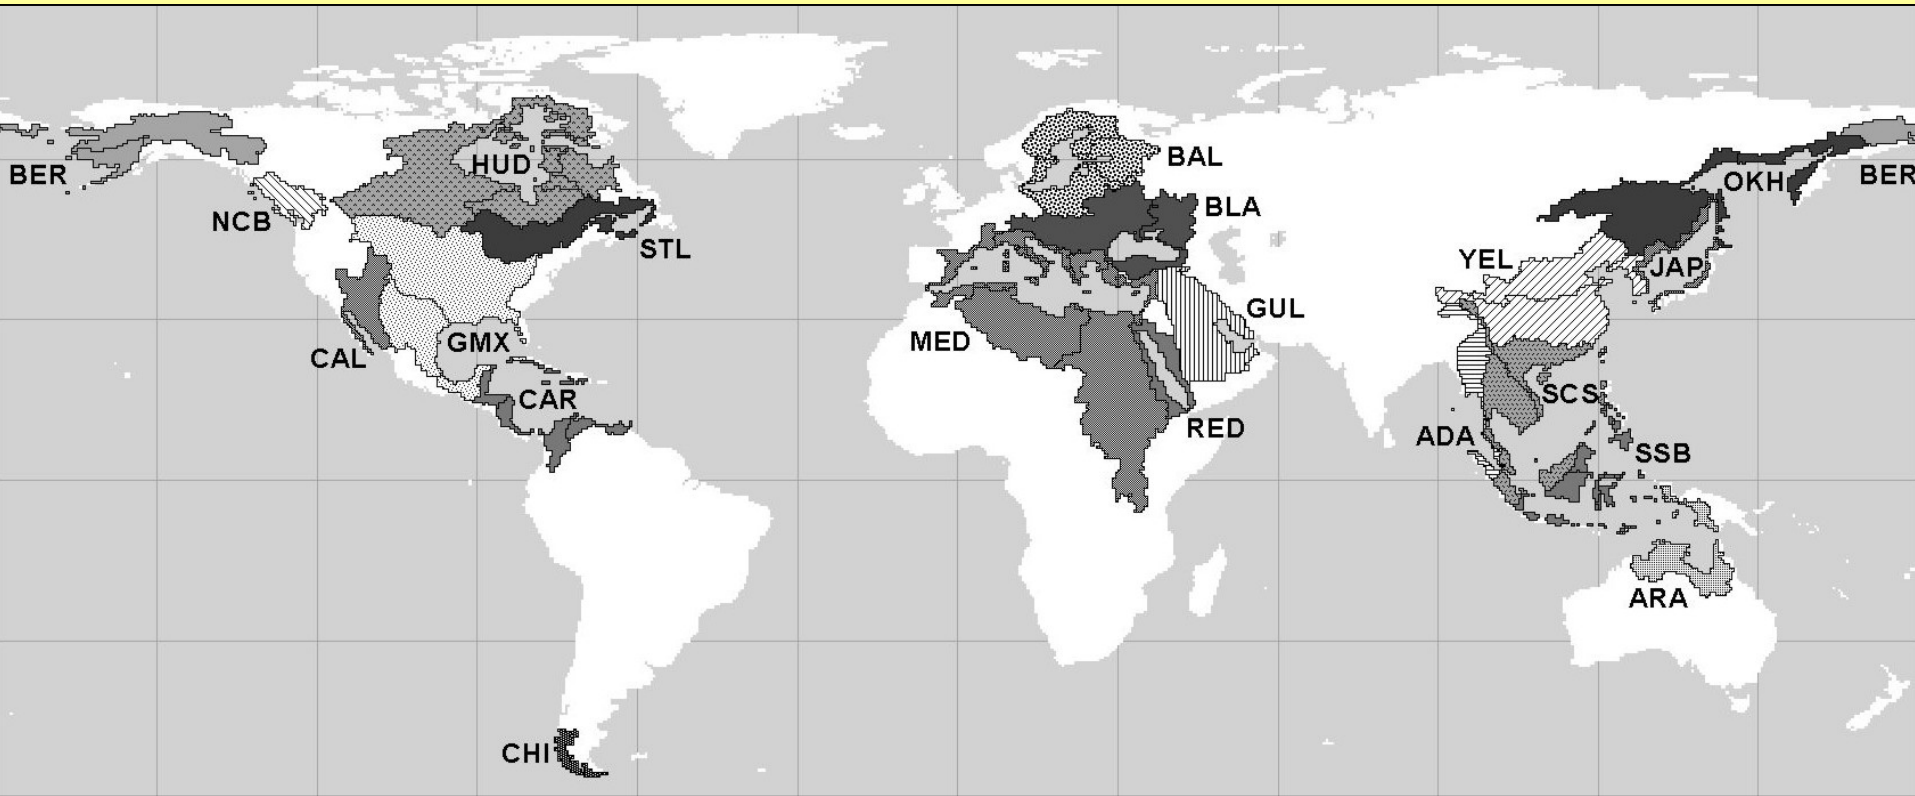 BER
HUD
BAL
OKH
BER
NCB
BLA
STL
YEL
JAP
GUL
MED
GMX
CAL
CAR
SCS
RED
ADA
SSB
ARA
CHI